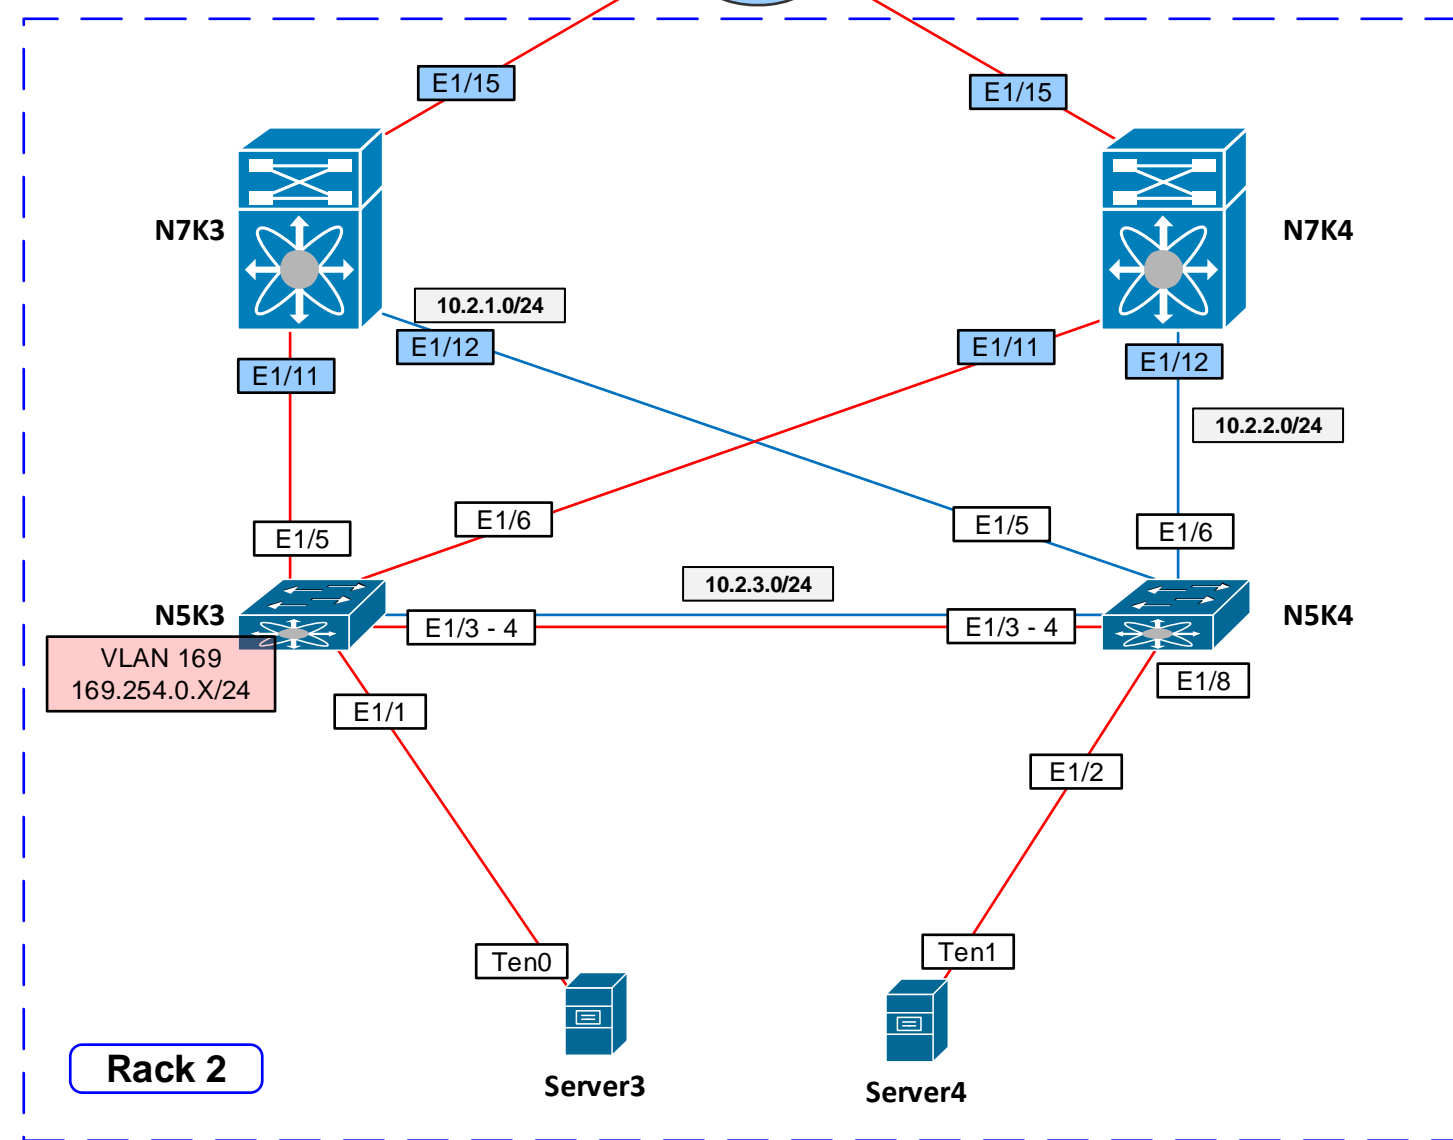 E1/15
E1/15
N7K3
N7K4
10.2.1.0/24
E1/12
E1/11
E1/11
E1/12
10.2.2.0/24
E1/6
E1/5
E1/5
E1/6
10.2.3.0/24
N5K3
E1/3 - 4
E1/3 - 4
N5K4
VLAN 169
169.254.0.X/24
E1/1
E1/8
E1/2
Ten0
Ten1
Rack 2
Server3
Server4